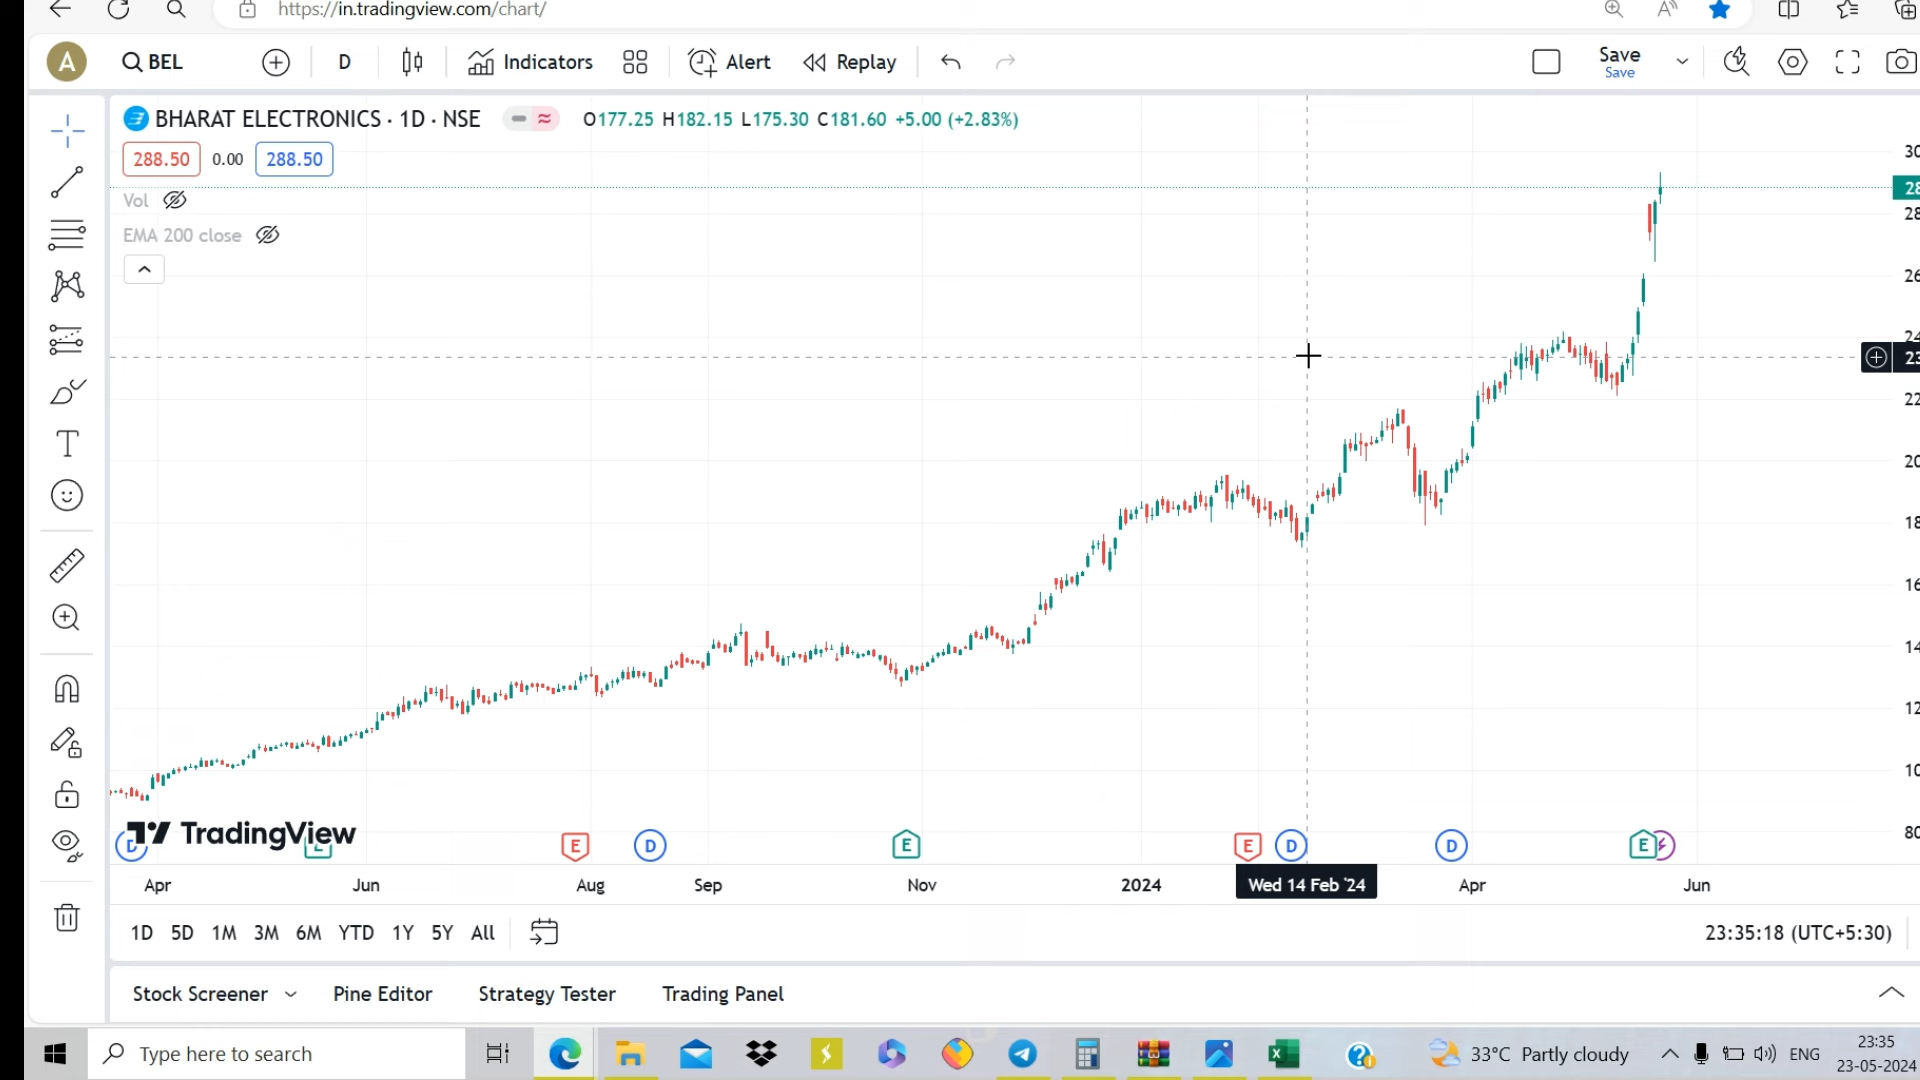 https://in.tradingview.com/chart/
A BEL D Indicators Alert Replay Save
Save
BHARAT ELECTRONICS · 1D · NSE O177.25 H182.15 L175.30 C181.60 +5.00 (+2.83%)
288.50 0.00 288.50
Vol
EMA 200 close
TradingView
D E D E E D D E
Apr Jun Aug Sep Nov 2024 Wed 14 Feb '24 Apr Jun
1D 5D 1M 3M 6M YTD 1Y 5Y All 23:35:18 (UTC+5:30)
Stock Screener Pine Editor Strategy Tester Trading Panel
Type here to search 33°C Partly cloudy ENG 23:35
23-05-2024